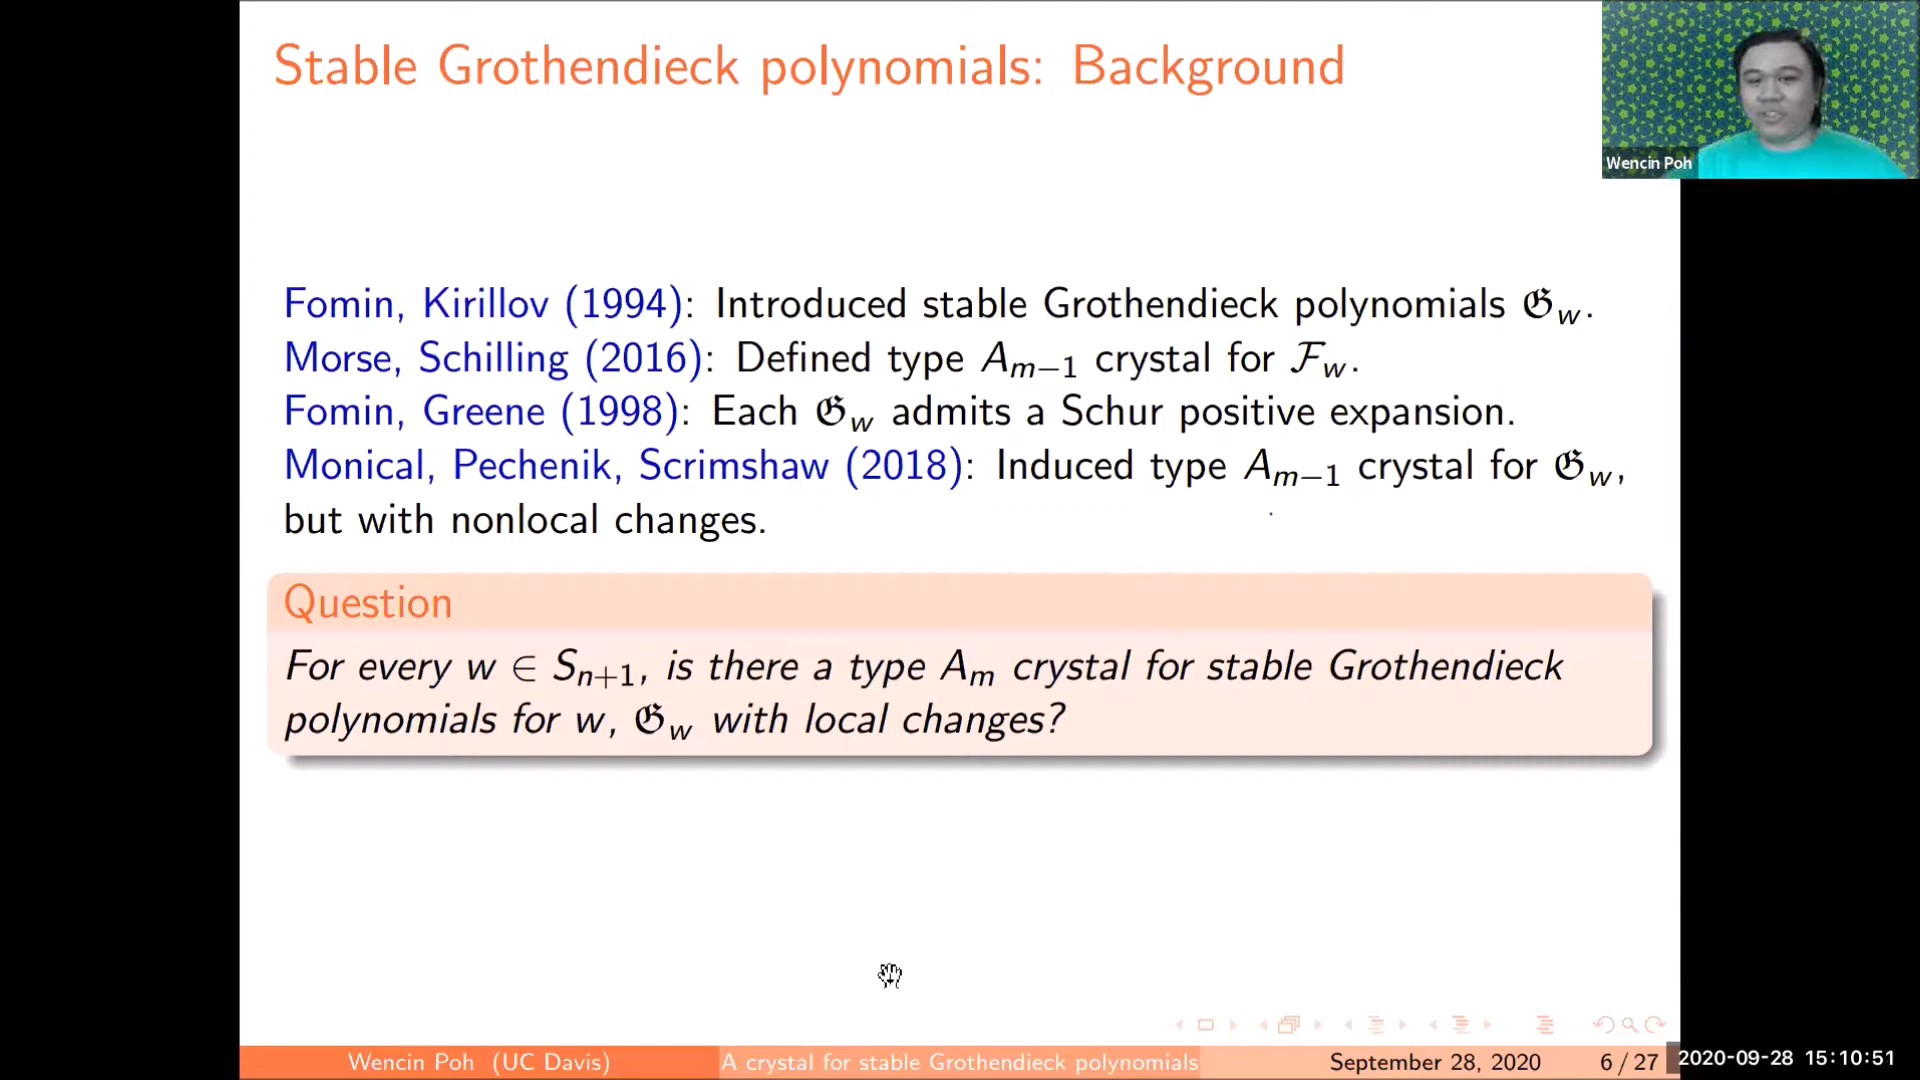 Stable Grothendieck polynomials: Background
Wencin Poh
Fomin, Kirillov (1994): Introduced stable Grothendieck polynomials 𝔊_w.
Morse, Schilling (2016): Defined type A_{m−1} crystal for ℱ_w.
Fomin, Greene (1998): Each 𝔊_w admits a Schur positive expansion.
Monical, Pechenik, Scrimshaw (2018): Induced type A_{m−1} crystal for 𝔊_w,
but with nonlocal changes.
Question
For every w ∈ S_{n+1}, is there a type A_m crystal for stable Grothendieck
polynomials for w, 𝔊_w with local changes?
Wencin Poh (UC Davis) A crystal for stable Grothendieck polynomials September 28, 2020 6 / 27
2020-09-28 15:10:51